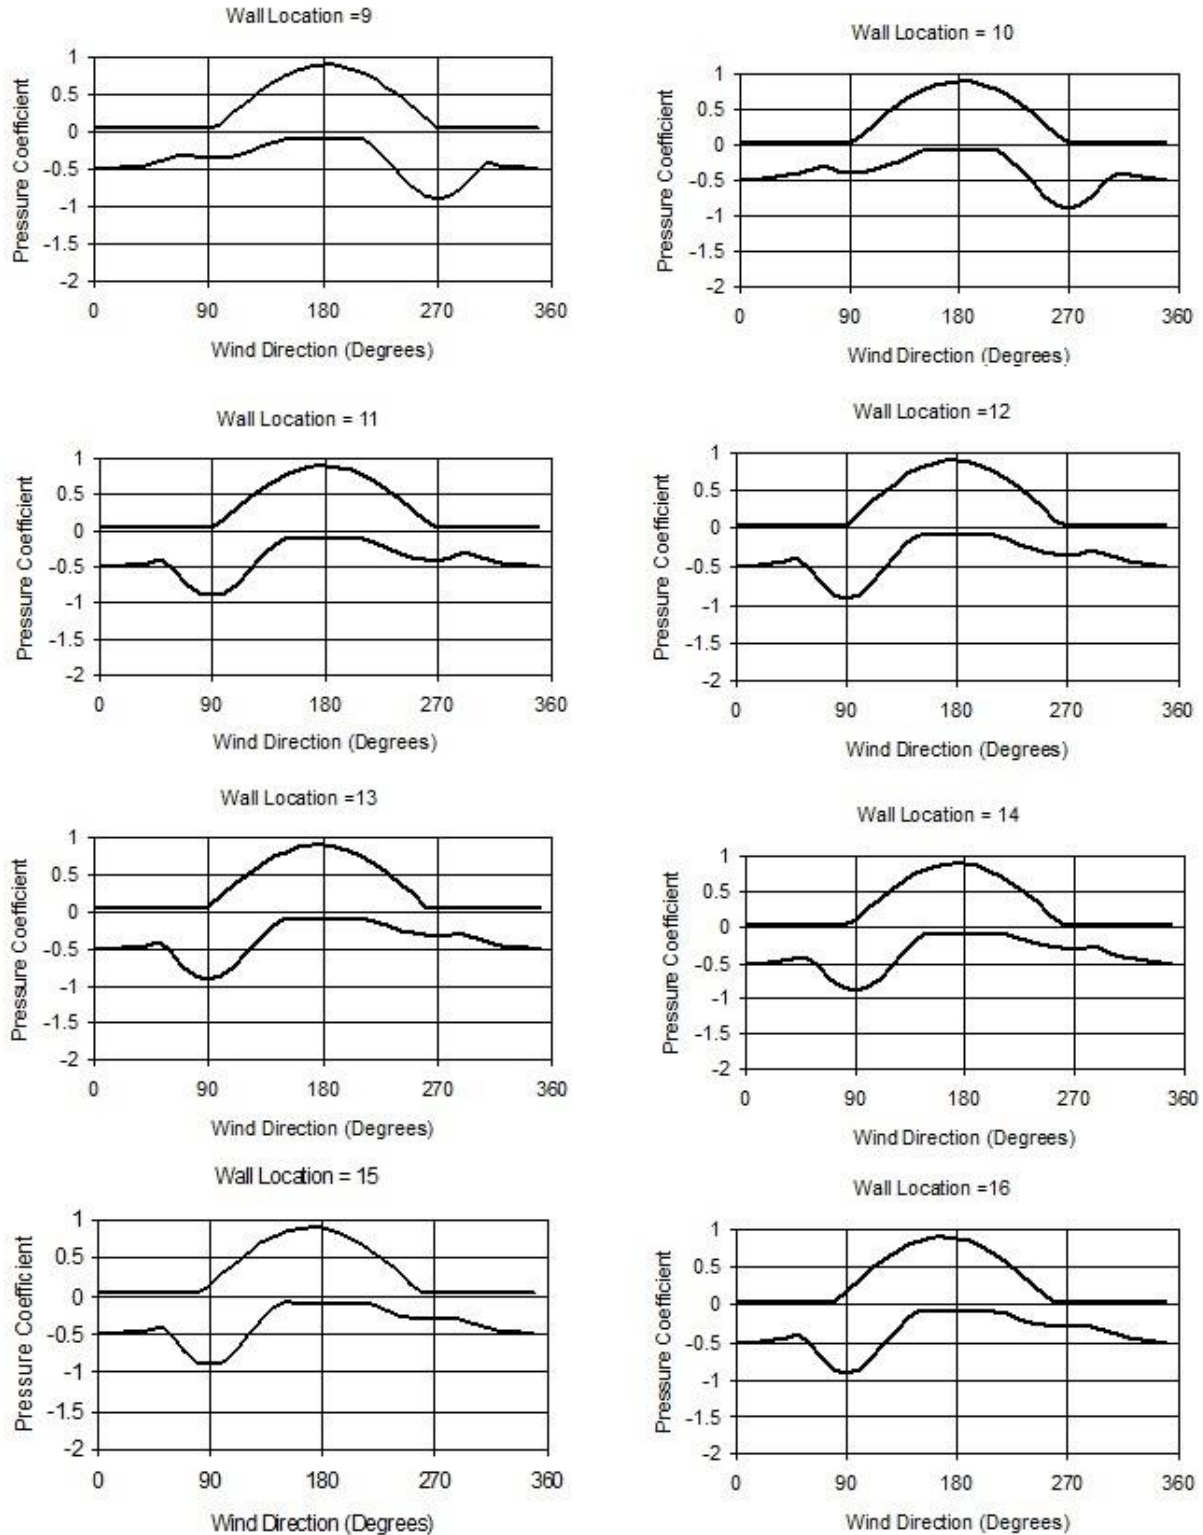 Wall Location =9
Pressure Coefficient
1
0.5
0
-0.5
-1
-1.5
-2
0 90 180 270 360
Wind Direction (Degrees)
Wall Location = 10
Pressure Coefficient
1
0.5
0
-0.5
-1
-1.5
-2
0 90 180 270 360
Wind Direction (Degrees)
Wall Location = 11
Pressure Coefficient
1
0.5
0
-0.5
-1
-1.5
-2
0 90 180 270 360
Wind Direction (Degrees)
Wall Location =12
Pressure Coefficient
1
0.5
0
-0.5
-1
-1.5
-2
0 90 180 270 360
Wind Direction (Degrees)
Wall Location =13
Pressure Coefficient
1
0.5
0
-0.5
-1
-1.5
-2
0 90 180 270 360
Wind Direction (Degrees)
Wall Location = 14
Pressure Coefficient
1
0.5
0
-0.5
-1
-1.5
-2
0 90 180 270 360
Wind Direction (Degrees)
Wall Location = 15
Pressure Coefficient
1
0.5
0
-0.5
-1
-1.5
-2
0 90 180 270 360
Wind Direction (Degrees)
Wall Location =16
Pressure Coefficient
1
0.5
0
-0.5
-1
-1.5
-2
0 90 180 270 360
Wind Direction (Degrees)